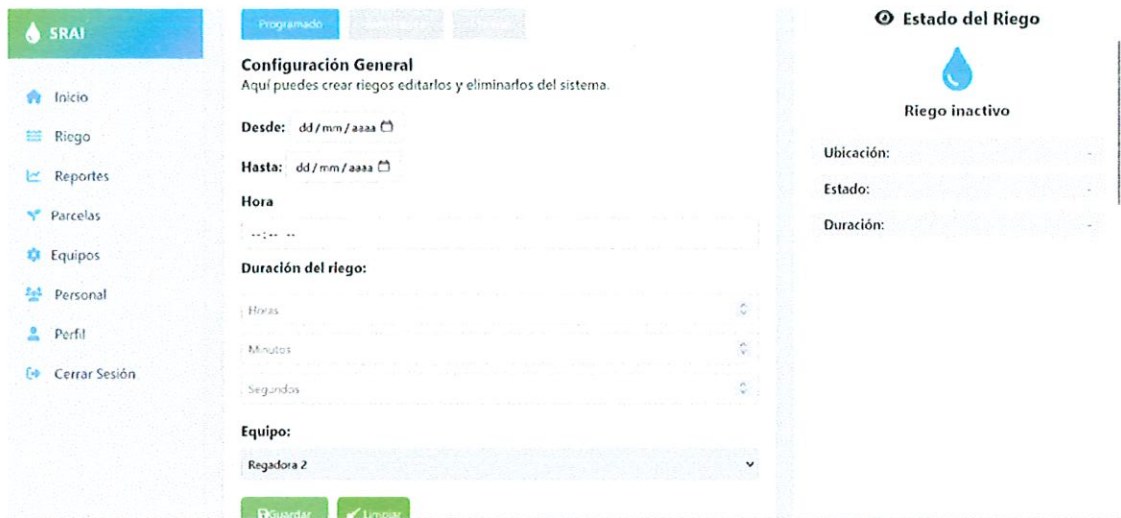 SRAI
Inicio
Riego
Reportes
Parcelas
Equipos
Personal
Perfil
Cerrar Sesión
Programado
Configuración General
Aquí puedes crear riegos editarlos y eliminarlos del sistema.
Desde: dd/mm/aaaa
Hasta: dd/mm/aaaa
Hora
--:-- --
Duración del riego:
Horas
Minutos
Segundos
Equipo:
Regadora 2
Guardar Limpiar
Estado del Riego
Riego inactivo
Ubicación: -
Estado: -
Duración: -